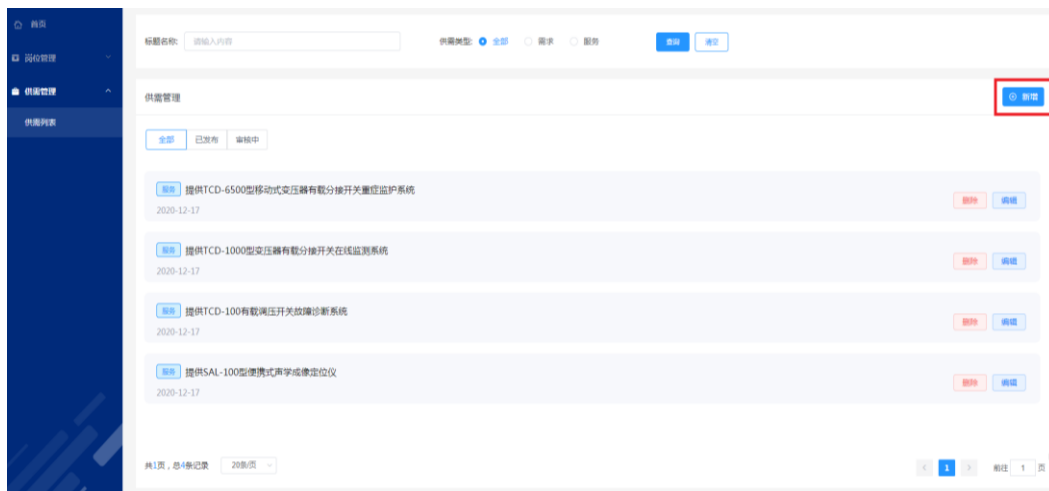 首页
岗位管理
供需管理
供需列表
标题名称: 请输入内容 供需类型: 全部 需求 服务 查询 清空
供需管理 新增
全部 已发布 审核中
服务 提供TCD-6500型移动式变压器有载分接开关重症监护系统
2020-12-17
删除 编辑
服务 提供TCD-1000型变压器有载分接开关在线监测系统
2020-12-17
删除 编辑
服务 提供TCD-100有载调压开关故障诊断系统
2020-12-17
删除 编辑
服务 提供SAL-100型便携式声学成像定位仪
2020-12-17
删除 编辑
共1页，总4条记录 20条/页 1 前往 1 页